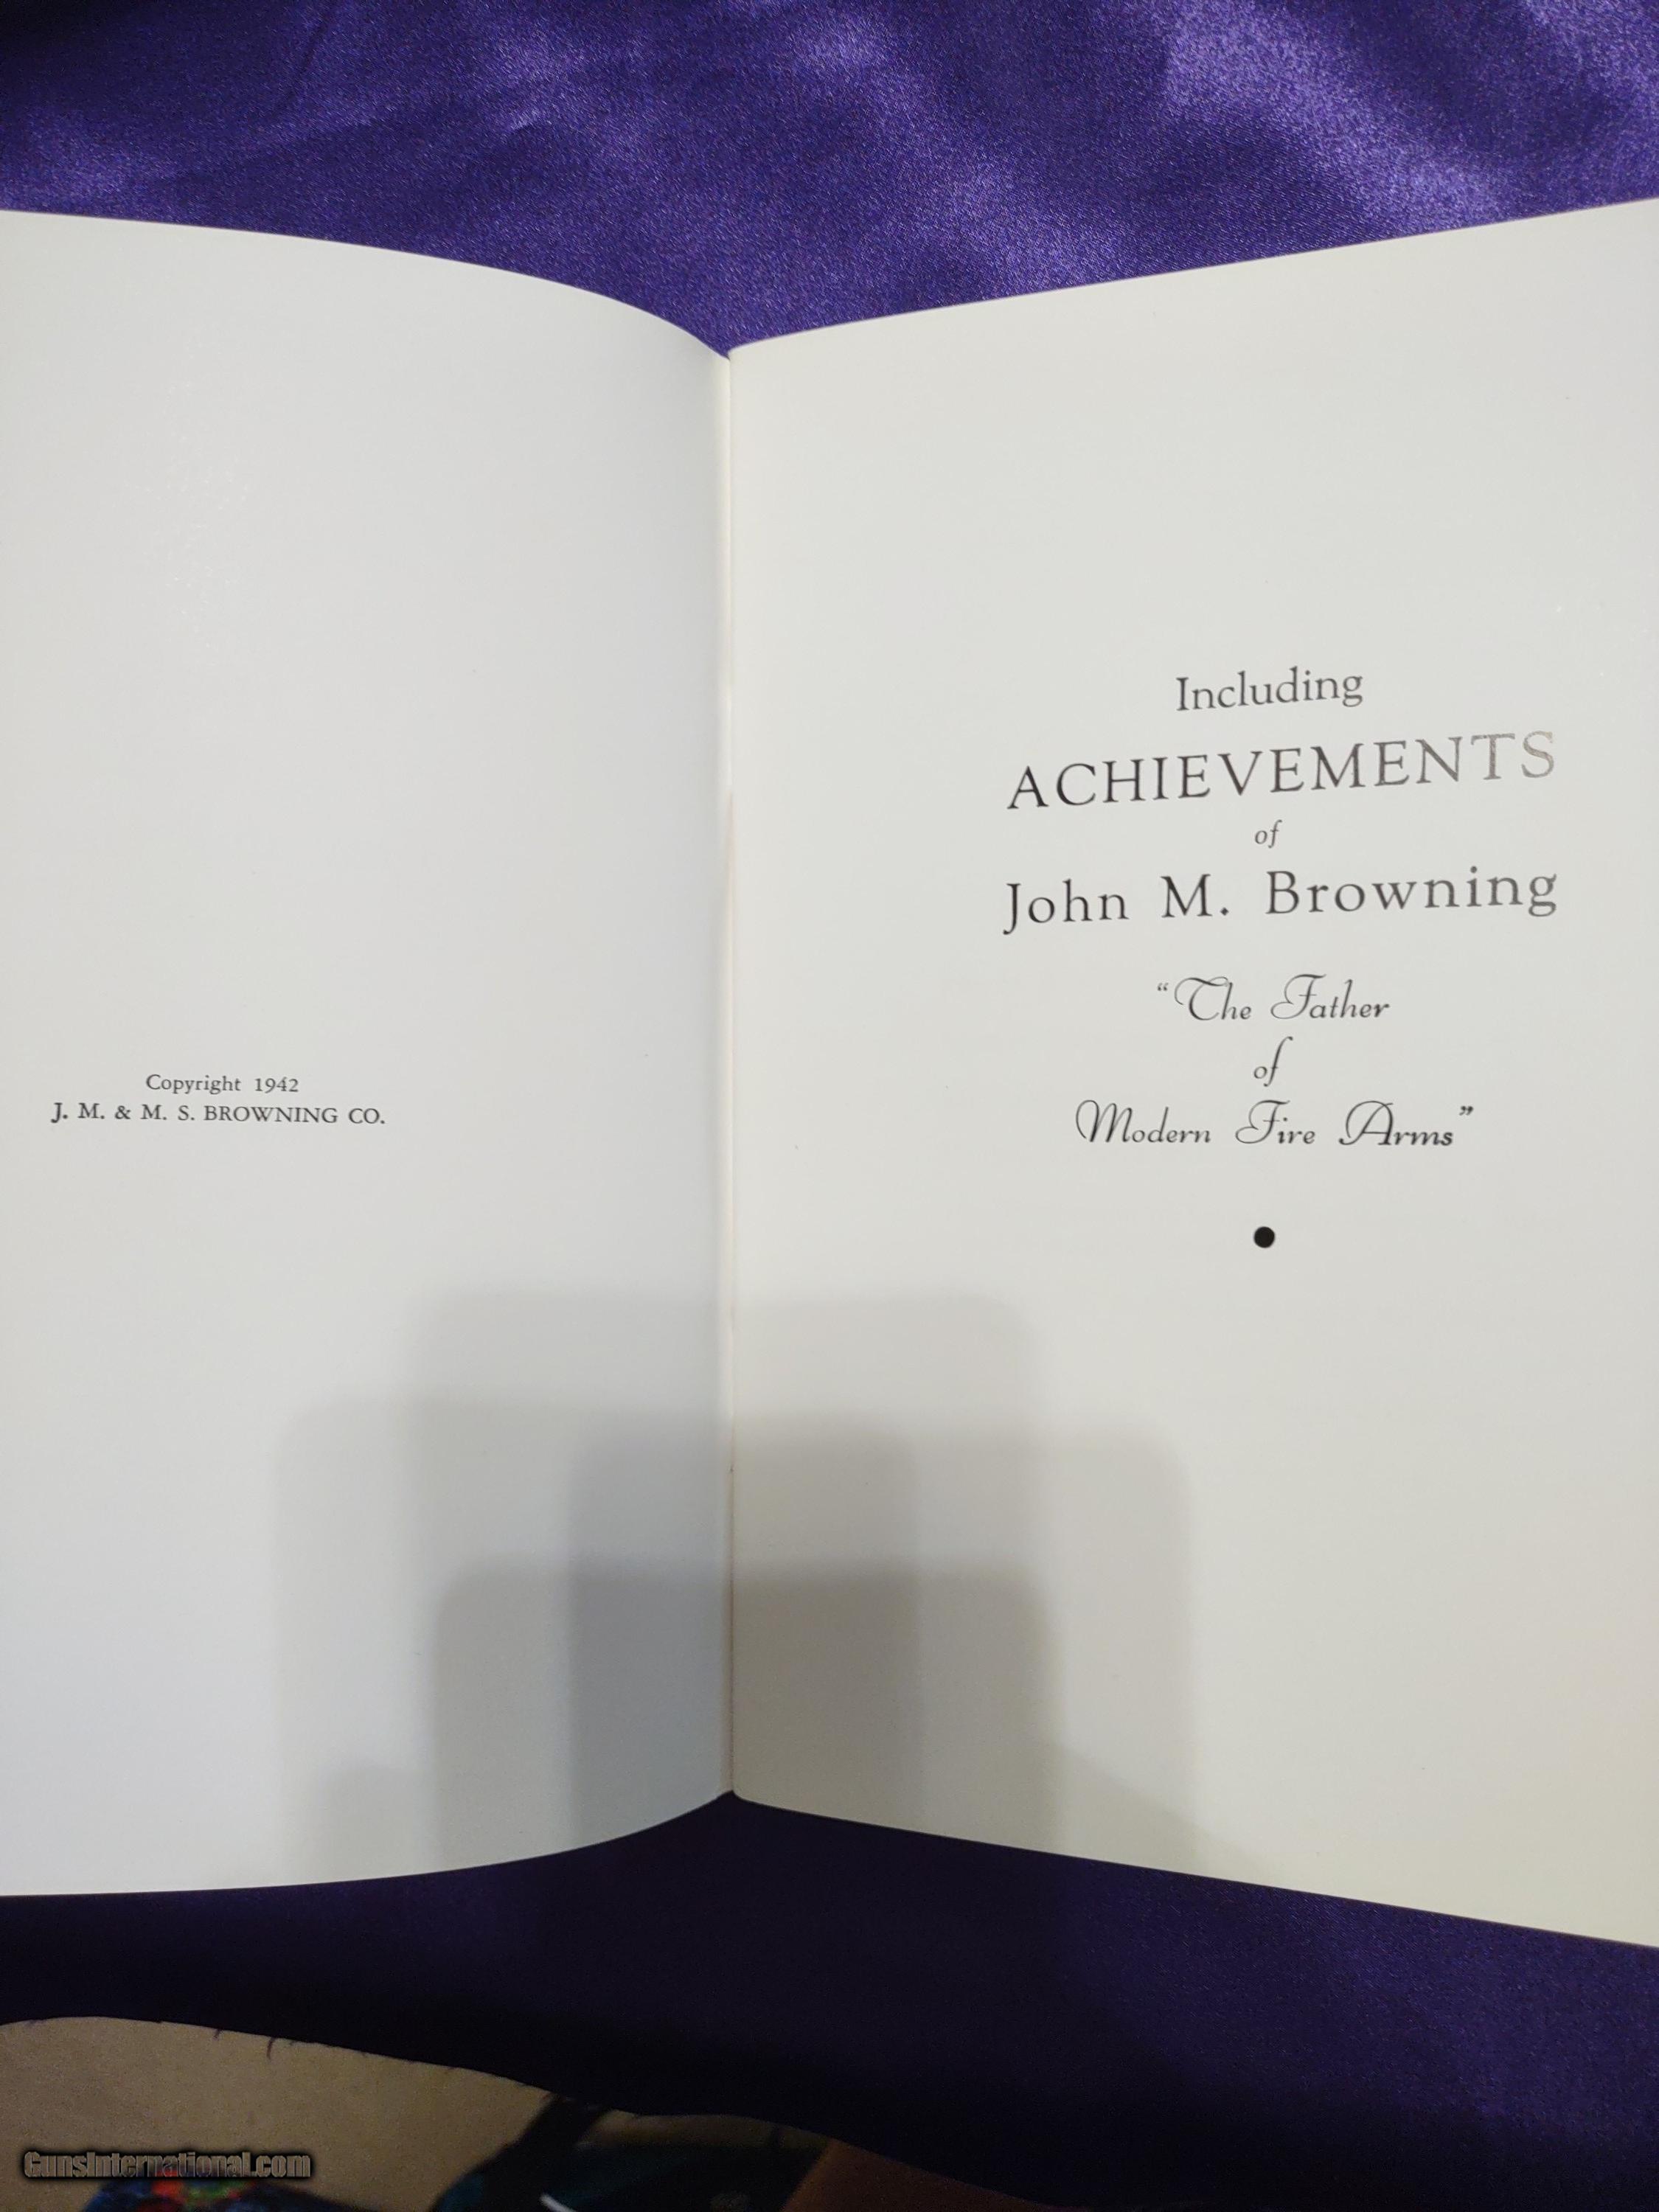 Copyright 1942
J. M. & M. S. BROWNING CO.
Including
ACHIEVEMENTS
of
John M. Browning
“The Father
of
Modern Fire Arms”
GunsInternational.com